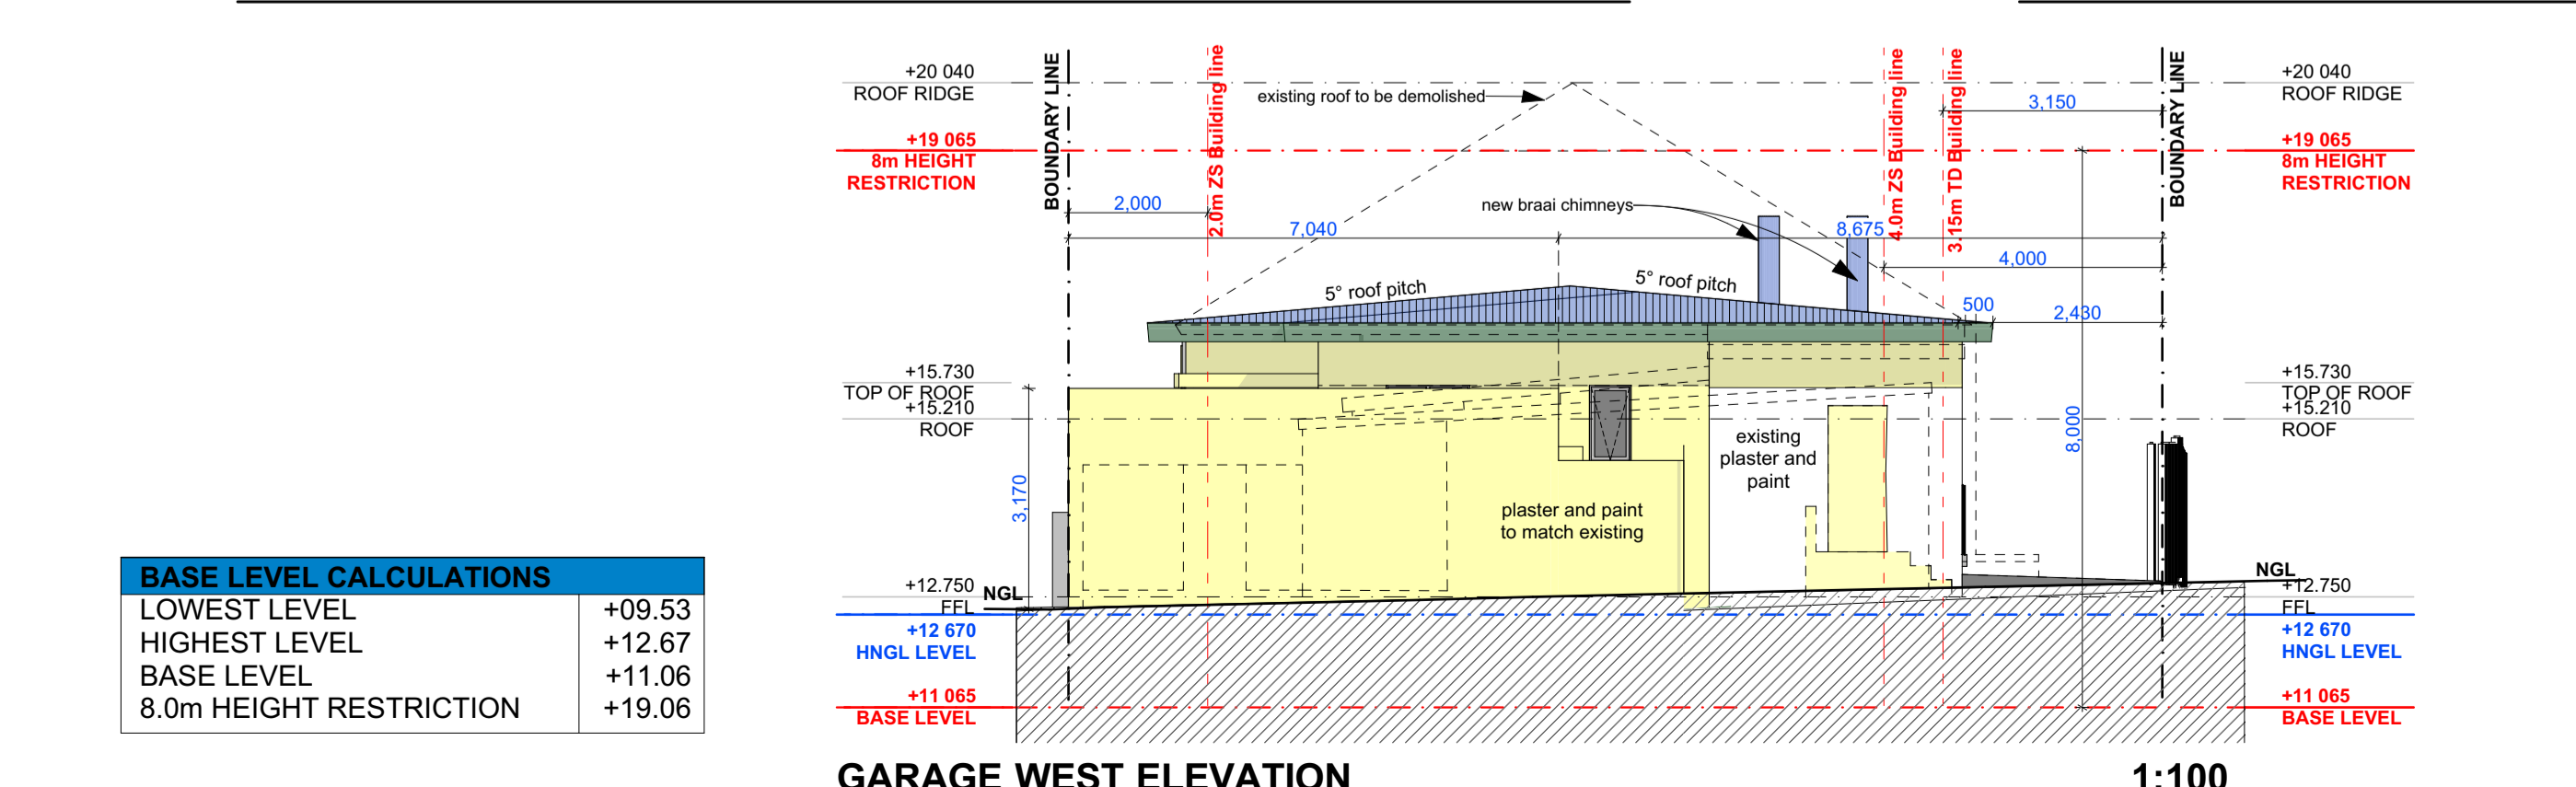 +20 040
ROOF RIDGE
+19 065
8m HEIGHT
RESTRICTION
BOUNDARY LINE
2.0m ZS Building line
existing roof to be demolished
4.0m ZS Building line
3.15m TD Building line
3,150
BOUNDARY LINE
+20 040
ROOF RIDGE
+19 065
8m HEIGHT
RESTRICTION
2,000
new braai chimneys
7,040
8,675
4,000
5° roof pitch
5° roof pitch
500
2,430
+15.730
TOP OF ROOF
+15.210
ROOF
+15.730
TOP OF ROOF
+15.210
ROOF
8,000
3,170
existing
plaster and
paint
plaster and paint
to match existing
BASE LEVEL CALCULATIONS
LOWEST LEVEL +09.53
HIGHEST LEVEL +12.67
BASE LEVEL +11.06
8.0m HEIGHT RESTRICTION +19.06
+12.750
FFL
NGL
+12 670
HNGL LEVEL
+11 065
BASE LEVEL
NGL
+12.750
FFL
+12 670
HNGL LEVEL
+11 065
BASE LEVEL
GARAGE WEST ELEVATION 1:100